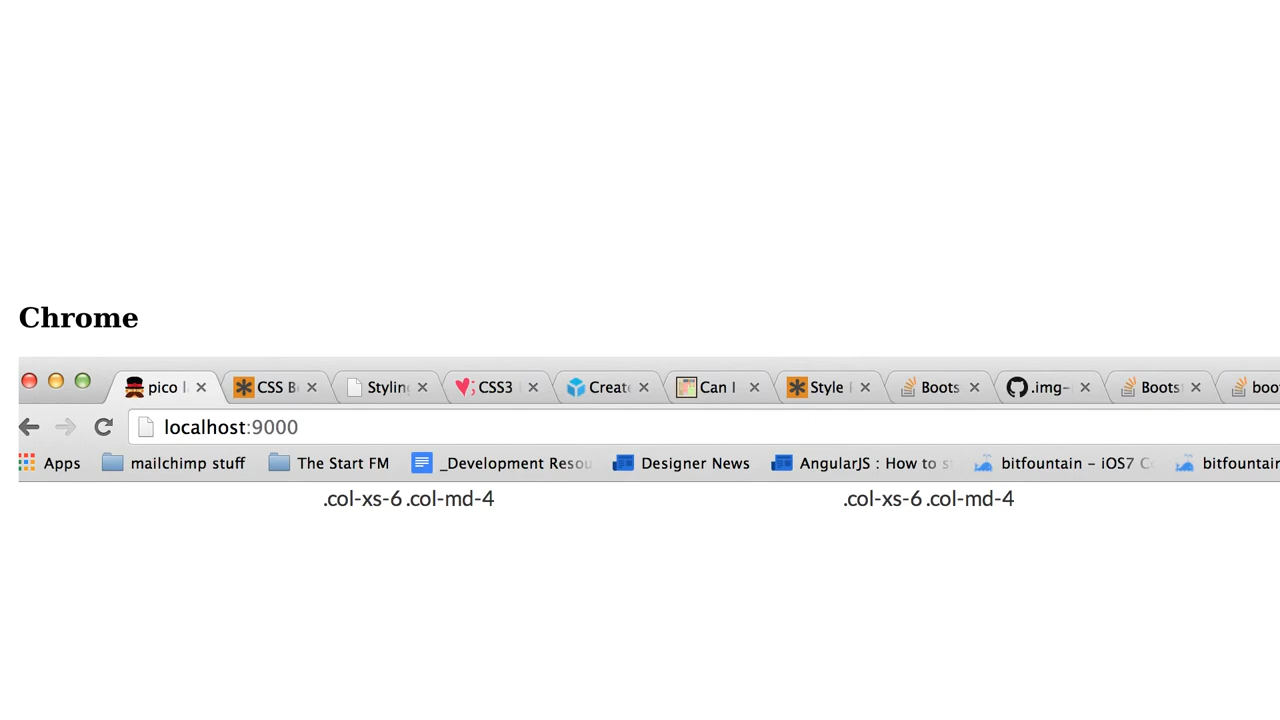 Chrome
pico CSS B Styling CSS3 Create Can I Style Boots .img- Boots boo
localhost:9000
Apps mailchimp stuff The Start FM _Development Resou Designer News AngularJS : How to s bitfountain - iOS7 C bitfountain
.col-xs-6 .col-md-4 .col-xs-6 .col-md-4